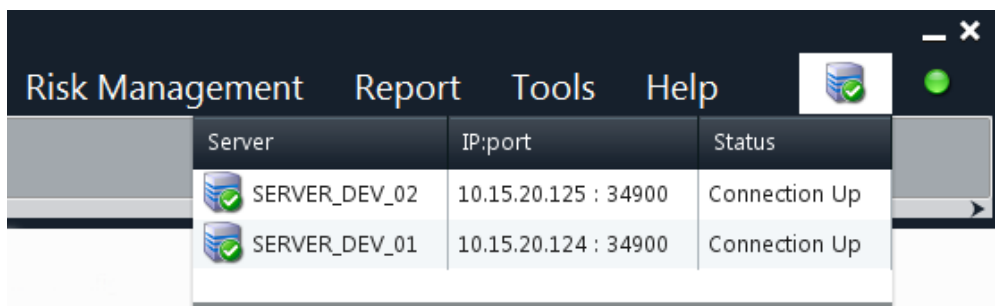 Risk Management Report Tools Help
Server IP:port Status
SERVER_DEV_02 10.15.20.125 : 34900 Connection Up
SERVER_DEV_01 10.15.20.124 : 34900 Connection Up